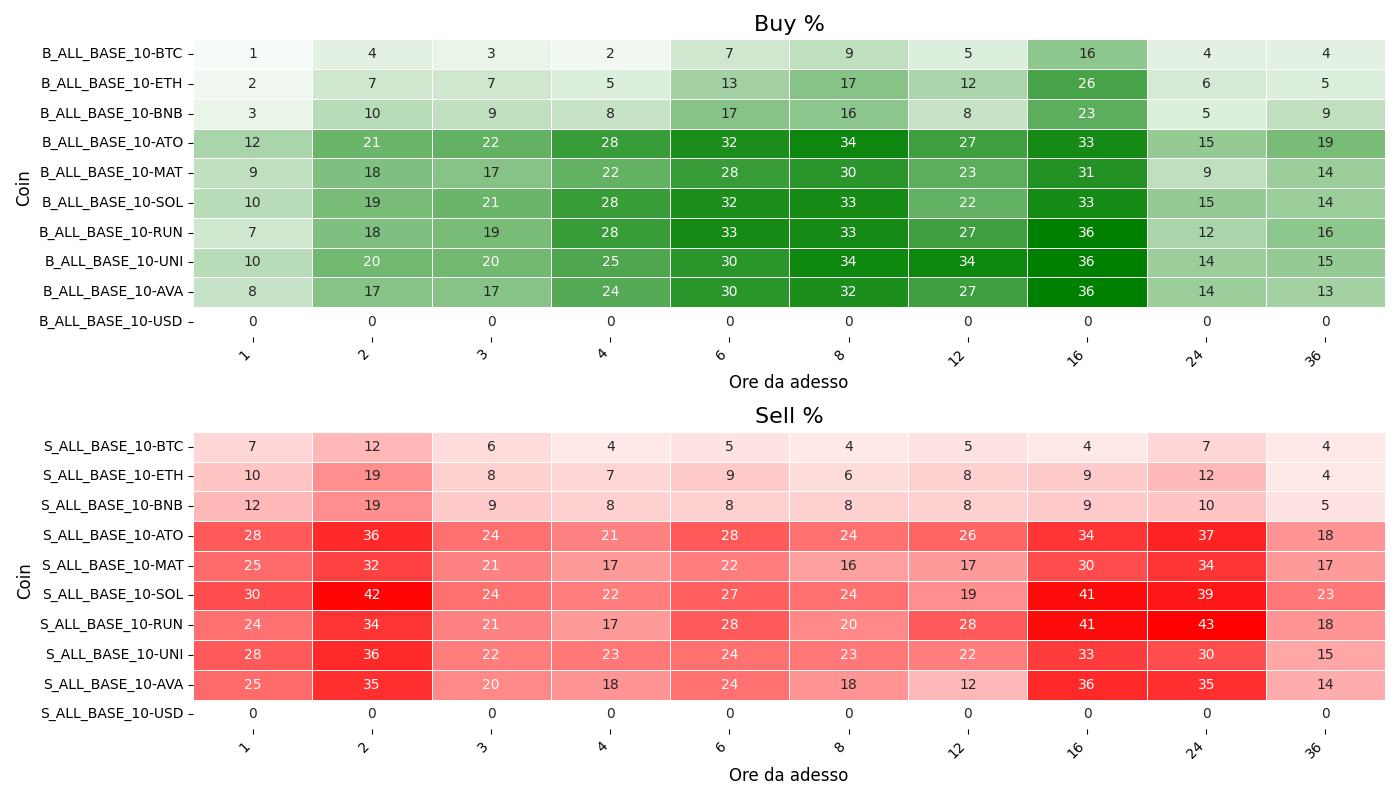 Buy %
Coin
B_ALL_BASE_10-BTC 1 4 3 2 7 9 5 16 4 4
B_ALL_BASE_10-ETH 2 7 7 5 13 17 12 26 6 5
B_ALL_BASE_10-BNB 3 10 9 8 17 16 8 23 5 9
B_ALL_BASE_10-ATO 12 21 22 28 32 34 27 33 15 19
B_ALL_BASE_10-MAT 9 18 17 22 28 30 23 31 9 14
B_ALL_BASE_10-SOL 10 19 21 28 32 33 22 33 15 14
B_ALL_BASE_10-RUN 7 18 19 28 33 33 27 36 12 16
B_ALL_BASE_10-UNI 10 20 20 25 30 34 34 36 14 15
B_ALL_BASE_10-AVA 8 17 17 24 30 32 27 36 14 13
B_ALL_BASE_10-USD 0 0 0 0 0 0 0 0 0 0
1 2 3 4 6 8 12 16 24 36
Ore da adesso
Sell %
Coin
S_ALL_BASE_10-BTC 7 12 6 4 5 4 5 4 7 4
S_ALL_BASE_10-ETH 10 19 8 7 9 6 8 9 12 4
S_ALL_BASE_10-BNB 12 19 9 8 8 8 8 9 10 5
S_ALL_BASE_10-ATO 28 36 24 21 28 24 26 34 37 18
S_ALL_BASE_10-MAT 25 32 21 17 22 16 17 30 34 17
S_ALL_BASE_10-SOL 30 42 24 22 27 24 19 41 39 23
S_ALL_BASE_10-RUN 24 34 21 17 28 20 28 41 43 18
S_ALL_BASE_10-UNI 28 36 22 23 24 23 22 33 30 15
S_ALL_BASE_10-AVA 25 35 20 18 24 18 12 36 35 14
S_ALL_BASE_10-USD 0 0 0 0 0 0 0 0 0 0
1 2 3 4 6 8 12 16 24 36
Ore da adesso